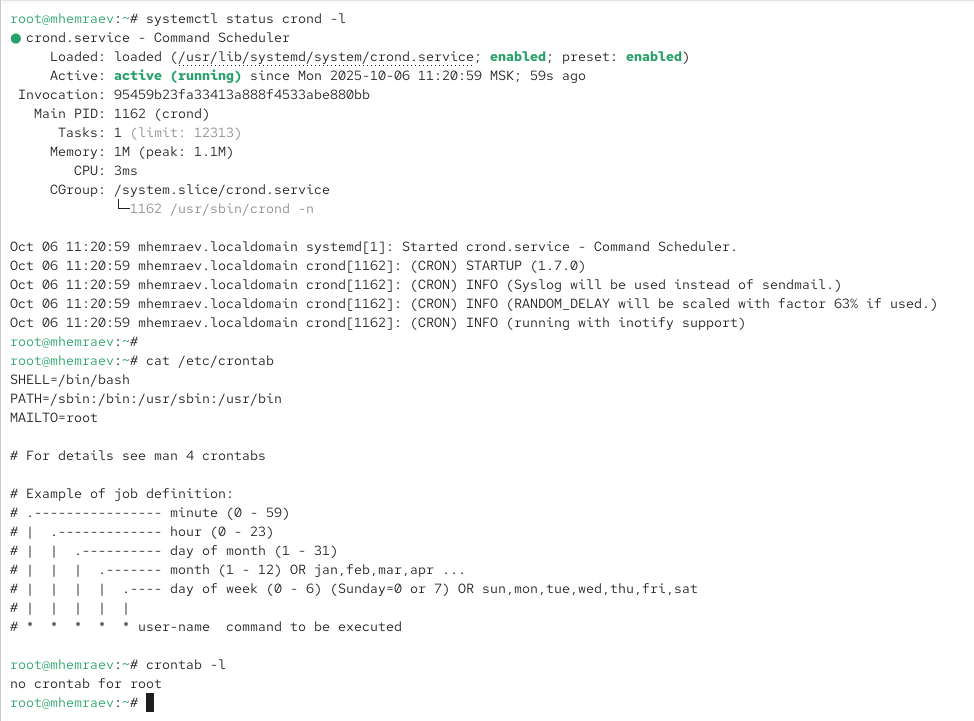 root@mhemraev:~# systemctl status crond -l
● crond.service - Command Scheduler
     Loaded: loaded (/usr/lib/systemd/system/crond.service; enabled; preset: enabled)
     Active: active (running) since Mon 2025-10-06 11:20:59 MSK; 59s ago
 Invocation: 95459b23fa33413a888f4533abe880bb
   Main PID: 1162 (crond)
      Tasks: 1 (limit: 12313)
     Memory: 1M (peak: 1.1M)
        CPU: 3ms
     CGroup: /system.slice/crond.service
             └─1162 /usr/sbin/crond -n

Oct 06 11:20:59 mhemraev.localdomain systemd[1]: Started crond.service - Command Scheduler.
Oct 06 11:20:59 mhemraev.localdomain crond[1162]: (CRON) STARTUP (1.7.0)
Oct 06 11:20:59 mhemraev.localdomain crond[1162]: (CRON) INFO (Syslog will be used instead of sendmail.)
Oct 06 11:20:59 mhemraev.localdomain crond[1162]: (CRON) INFO (RANDOM_DELAY will be scaled with factor 63% if used.)
Oct 06 11:20:59 mhemraev.localdomain crond[1162]: (CRON) INFO (running with inotify support)
root@mhemraev:~#
root@mhemraev:~# cat /etc/crontab
SHELL=/bin/bash
PATH=/sbin:/bin:/usr/sbin:/usr/bin
MAILTO=root

# For details see man 4 crontabs

# Example of job definition:
# .---------------- minute (0 - 59)
# |  .------------- hour (0 - 23)
# |  |  .---------- day of month (1 - 31)
# |  |  |  .------- month (1 - 12) OR jan,feb,mar,apr ...
# |  |  |  |  .---- day of week (0 - 6) (Sunday=0 or 7) OR sun,mon,tue,wed,thu,fri,sat
# |  |  |  |  |
# *  *  *  *  * user-name  command to be executed

root@mhemraev:~# crontab -l
no crontab for root
root@mhemraev:~#